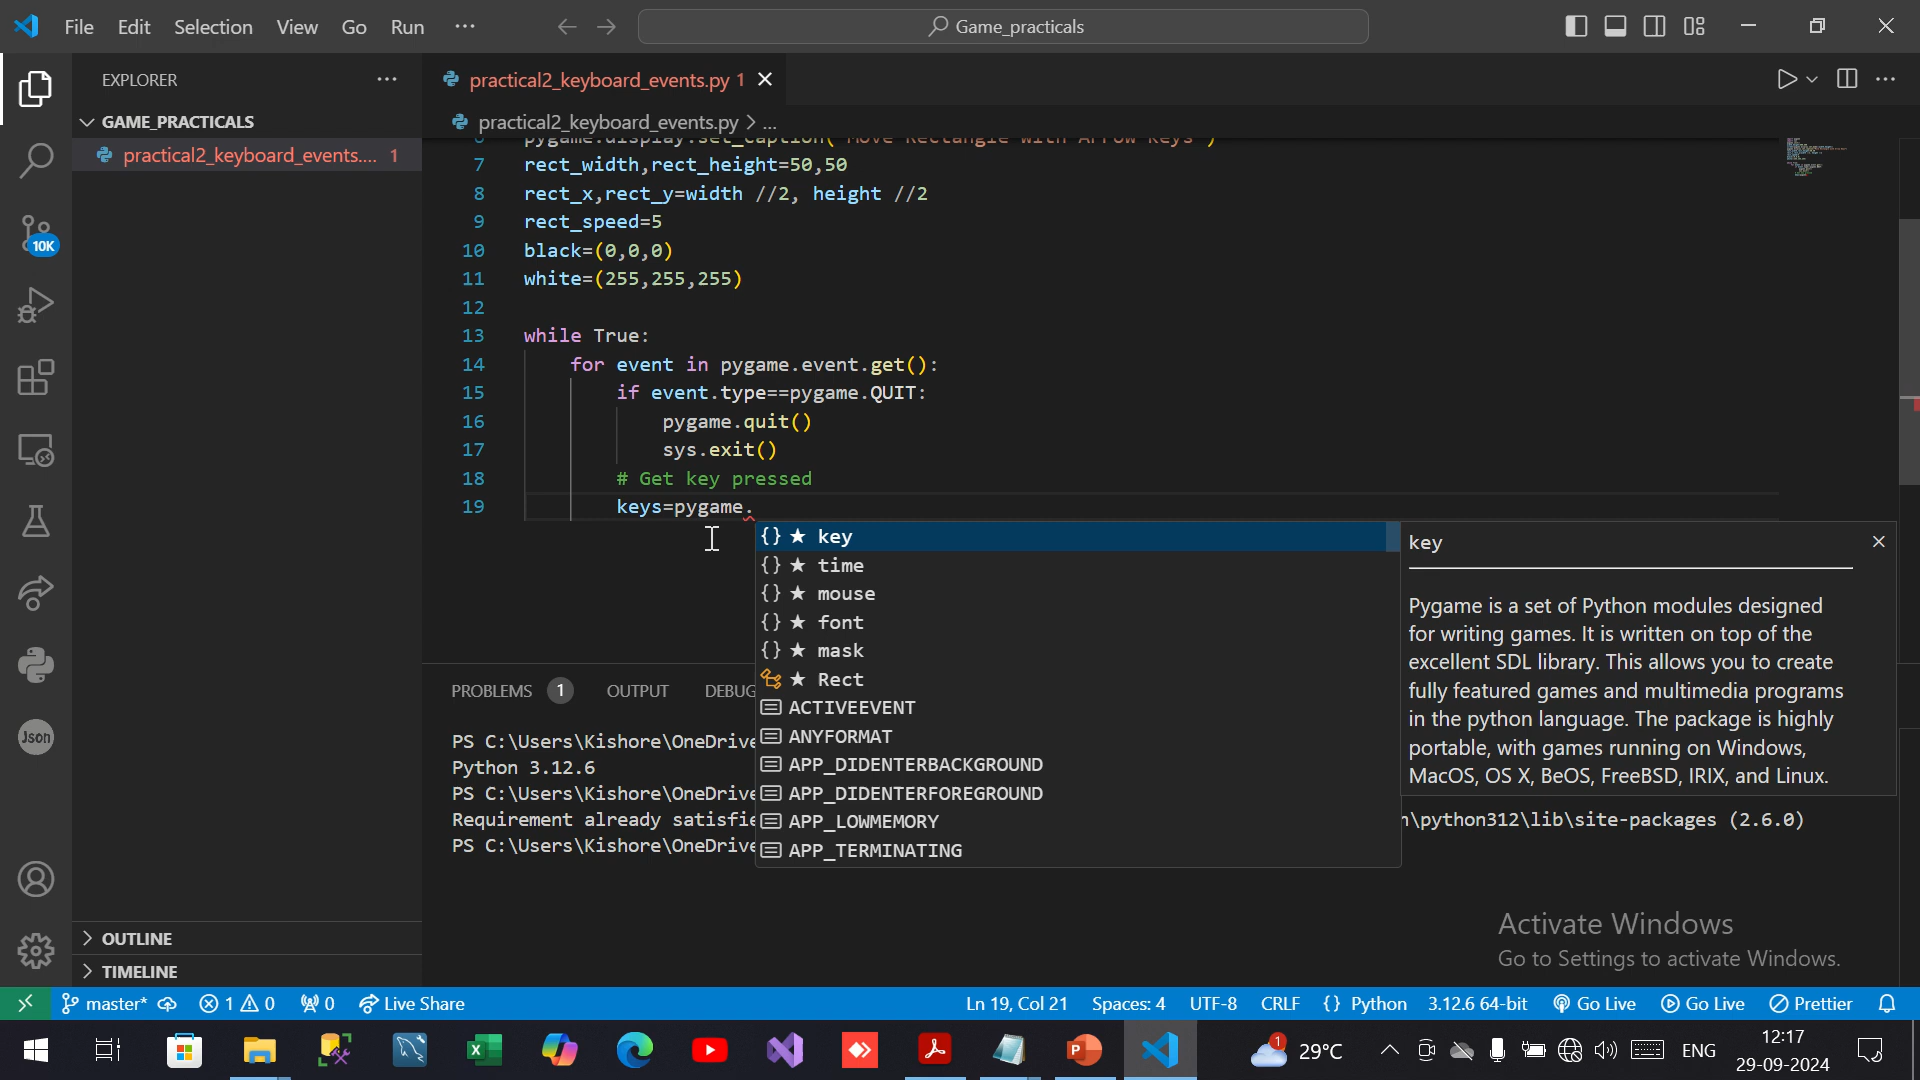 File Edit Selection View Go Run ...
Game_practicals
EXPLORER
practical2_keyboard_events.py 1
GAME_PRACTICALS
practical2_keyboard_events.... 1
practical2_keyboard_events.py > ...
pygame.display.set_caption("Move Rectangle with Arrow Keys")
7 rect_width,rect_height=50,50
8 rect_x,rect_y=width //2, height //2
9 rect_speed=5
10 black=(0,0,0)
11 white=(255,255,255)
12
13 while True:
14 for event in pygame.event.get():
15 if event.type==pygame.QUIT:
16 pygame.quit()
17 sys.exit()
18 # Get key pressed
19 keys=pygame.
key
time
mouse
font
mask
Rect
ACTIVEEVENT
ANYFORMAT
APP_DIDENTERBACKGROUND
APP_DIDENTERFOREGROUND
APP_LOWMEMORY
APP_TERMINATING
key
Pygame is a set of Python modules designed
for writing games. It is written on top of the
excellent SDL library. This allows you to create
fully featured games and multimedia programs
in the python language. The package is highly
portable, with games running on Windows,
MacOS, OS X, BeOS, FreeBSD, IRIX, and Linux.
10K
Json
PROBLEMS 1 OUTPUT DEBUG
PS C:\Users\Kishore\OneDrive
Python 3.12.6
PS C:\Users\Kishore\OneDrive
Requirement already satisfie n\python312\lib\site-packages (2.6.0)
PS C:\Users\Kishore\OneDrive
Activate Windows
Go to Settings to activate Windows.
OUTLINE
TIMELINE
master* 1 0 0 Live Share Ln 19, Col 21 Spaces: 4 UTF-8 CRLF {} Python 3.12.6 64-bit Go Live Go Live Prettier
1 29°C ENG 12:17
29-09-2024